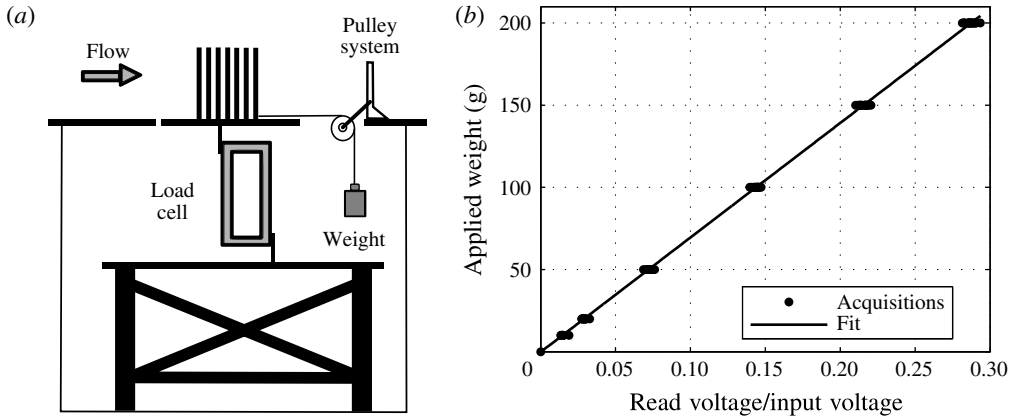 (a)
Flow
Pulley
system
Load
cell
Weight
(b)
Applied weight (g)
200
150
100
50
0
0.05
0.10
0.15
0.20
0.25
0.30
Acquisitions
Fit
Read voltage/input voltage